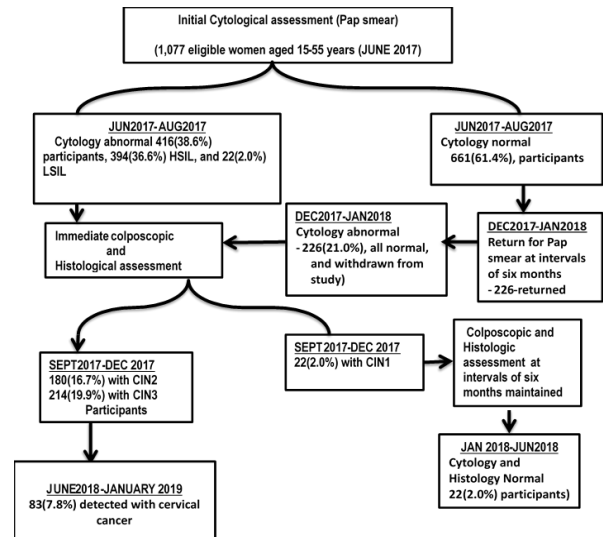 Initial Cytological assessment (Pap smear)
(1,077 eligible women aged 15-55 years (JUNE 2017)
JUN2017-AUG2017
Cytology abnormal 416(38.6%)
participants, 394(36.6%) HSIL, and 22(2.0%)
LSIL
JUN2017-AUG2017
Cytology normal
661(61.4%), participants
Immediate colposcopic
and
Histological assessment
DEC2017-JAN2018
Cytology abnormal
- 226(21.0%), all normal,
and withdrawn from
study)
DEC2017-JAN2018
Return for Pap
smear at intervals
of six months
- 226-returned
SEPT2017-DEC 2017
180(16.7%) with CIN2
214(19.9%) with CIN3
Participants
SEPT2017-DEC 2017
22(2.0%) with CIN1
Colposcopic and
Histologic
assessment at
intervals of six
months maintained
JUNE2018-JANUARY 2019
83(7.8%) detected with cervical
cancer
JAN 2018-JUN2018
Cytology and
Histology Normal
22(2.0%) participants)